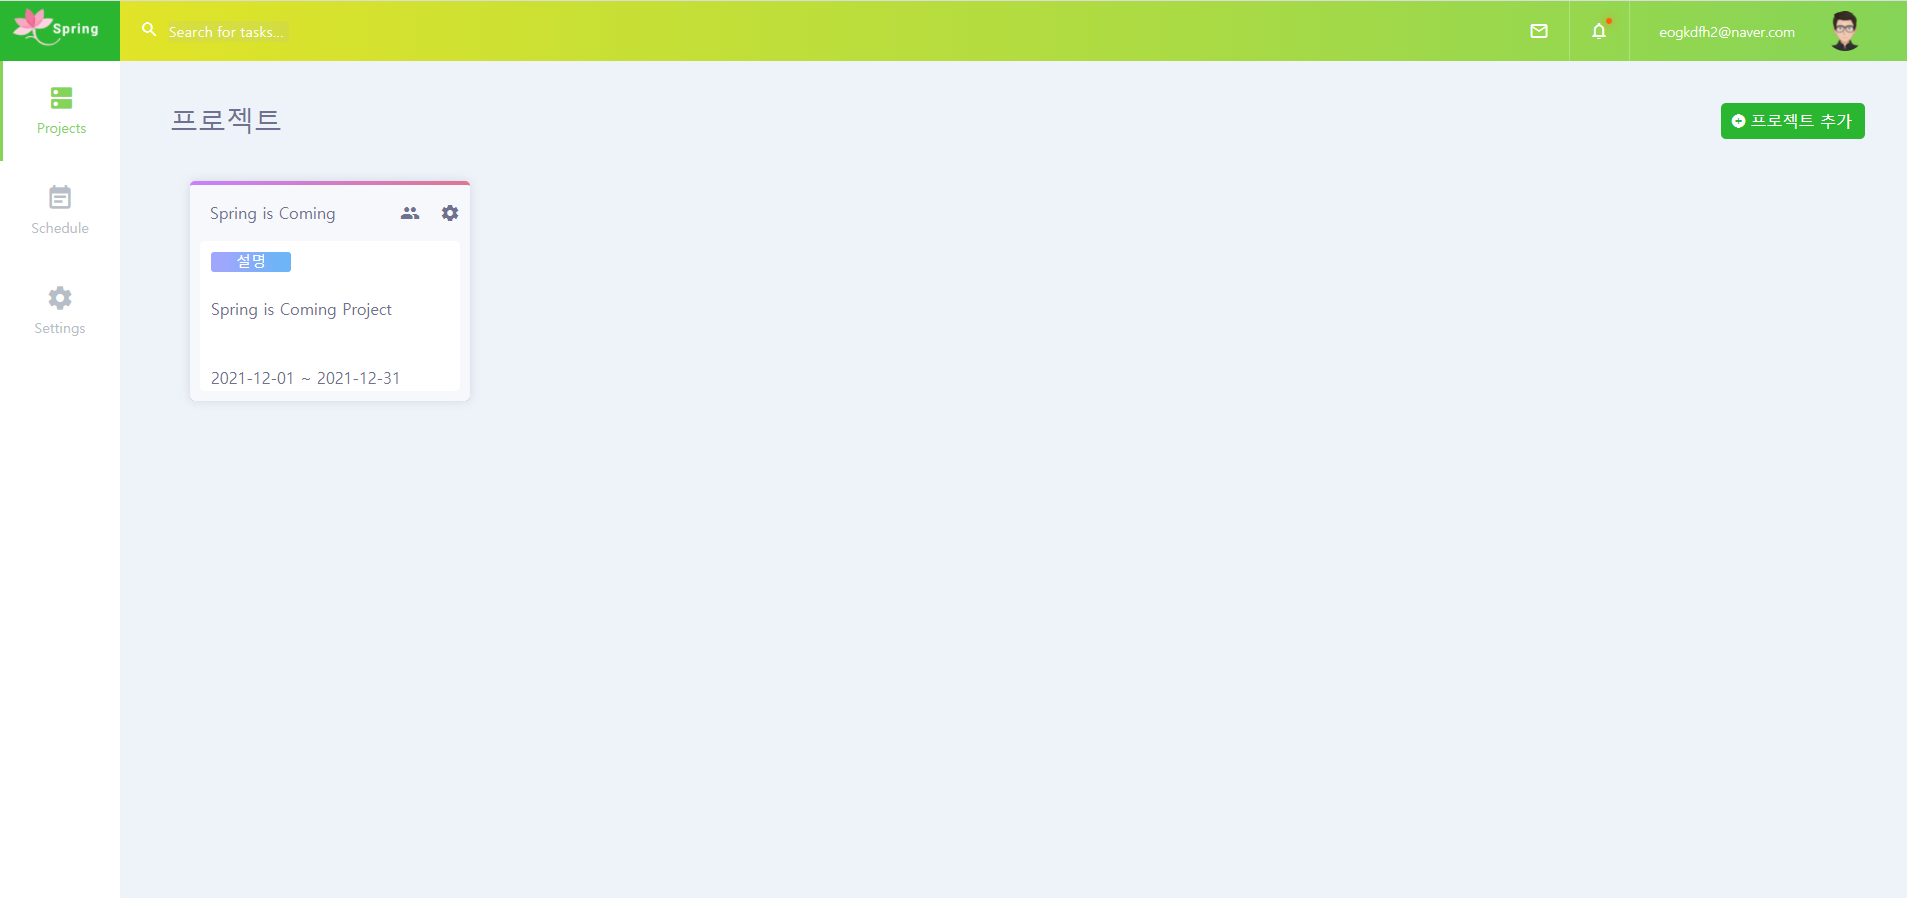 Spring
Search for tasks...
eogkdfh2@naver.com
Projects
Schedule
Settings
프로젝트
프로젝트 추가
Spring is Coming
설명
Spring is Coming Project
2021-12-01 ~ 2021-12-31